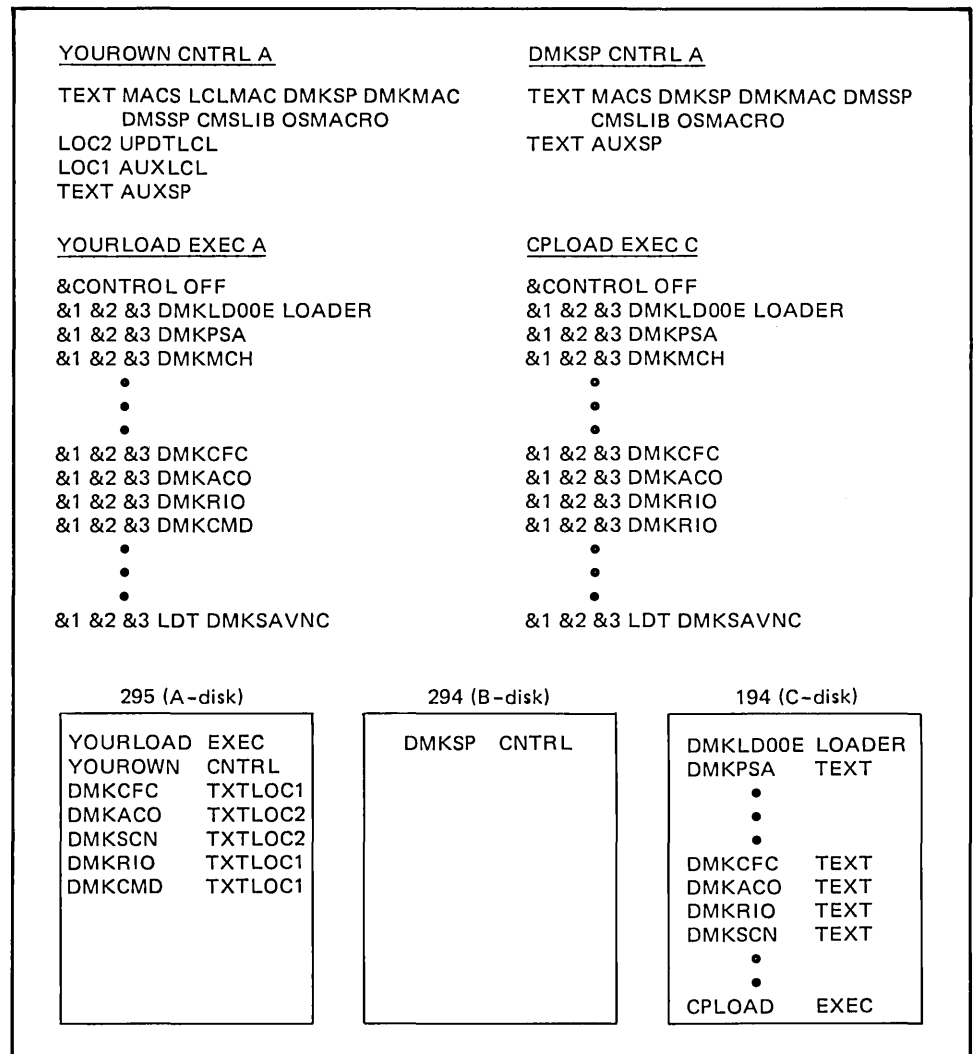 YOUROWN CNTRL A
TEXT MACS LCLMAC DMKSP DMKMAC
DMSSP CMSLIB OSMACRO
LOC2 UPDTLCL
LOC1 AUXLCL
TEXT AUXSP
DMKSP CNTRL A
TEXT MACS DMKSP DMKMAC DMSSP
CMSLIB OSMACRO
TEXT AUXSP
YOURLOAD EXEC A
&CONTROL OFF
&1 &2 &3 DMKLD00E LOADER
&1 &2 &3 DMKPSA
&1 &2 &3 DMKMCH
•
•
•
&1 &2 &3 DMKCFC
&1 &2 &3 DMKACO
&1 &2 &3 DMKRIO
&1 &2 &3 DMKCMD
•
•
•
&1 &2 &3 LDT DMKSAVNC
CPLOAD EXEC C
&CONTROL OFF
&1 &2 &3 DMKLD00E LOADER
&1 &2 &3 DMKPSA
&1 &2 &3 DMKMCH
•
•
•
&1 &2 &3 DMKCFC
&1 &2 &3 DMKACO
&1 &2 &3 DMKRIO
&1 &2 &3 DMKRIO
•
•
•
&1 &2 &3 LDT DMKSAVNC
295 (A-disk)
YOURLOAD EXEC
YOUROWN CNTRL
DMKCFC TXTLOC1
DMKACO TXTLOC2
DMKSCN TXTLOC2
DMKRIO TXTLOC1
DMKCMD TXTLOC1
294 (B-disk)
DMKSP CNTRL
194 (C-disk)
DMKLD00E LOADER
DMKPSA TEXT
•
•
•
DMKCFC TEXT
DMKACO TEXT
DMKRIO TEXT
DMKSCN TEXT
•
•
CPLOAD EXEC